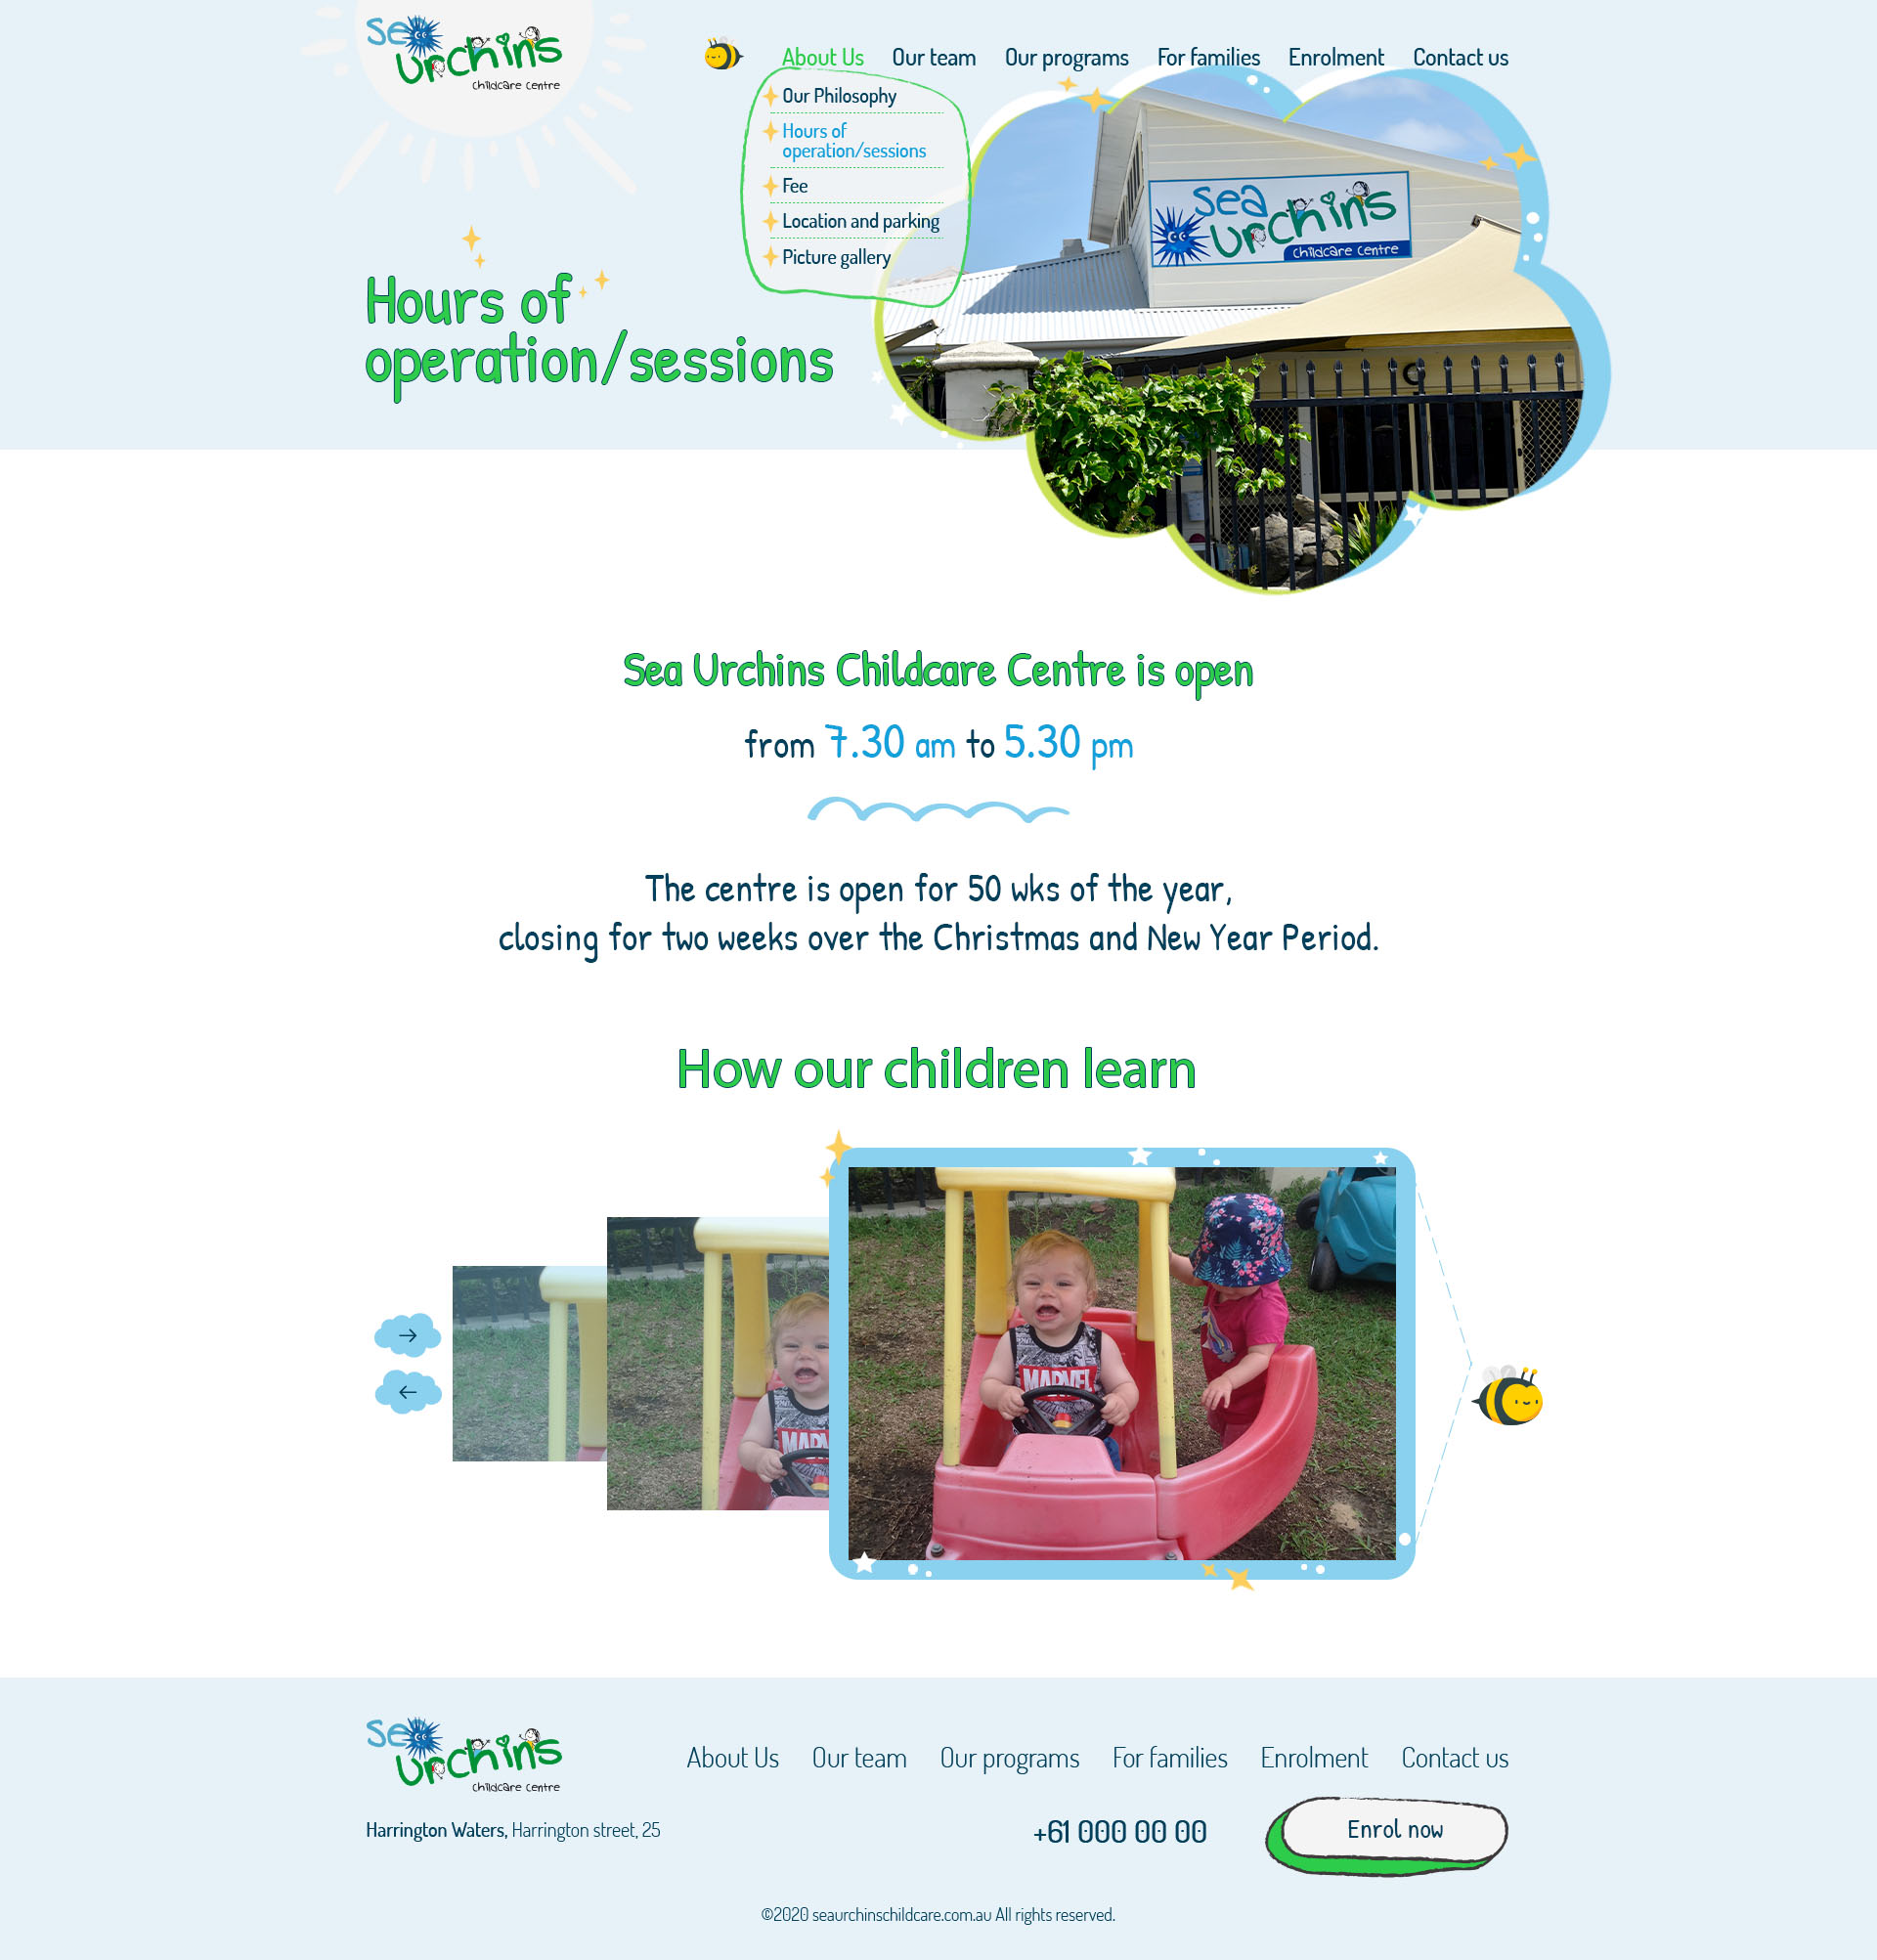 sea
urchins
childcare centre
About Us Our team Our programs For families Enrolment Contact us
Our Philosophy
Hours of
operation/sessions
Fee
Location and parking
Picture gallery
sea
urchins
childcare centre
Hours of
operation/sessions
Sea Urchins Childcare Centre is open
from 7.30 am to 5.30 pm
The centre is open for 50 wks of the year,
closing for two weeks over the Christmas and New Year Period.
How our children learn
MARVEL
sea
urchins
childcare centre
About Us Our team Our programs For families Enrolment Contact us
Harrington Waters, Harrington street, 25
+61 000 00 00
Enrol now
©2020 seaurchinschildcare.com.au All rights reserved.